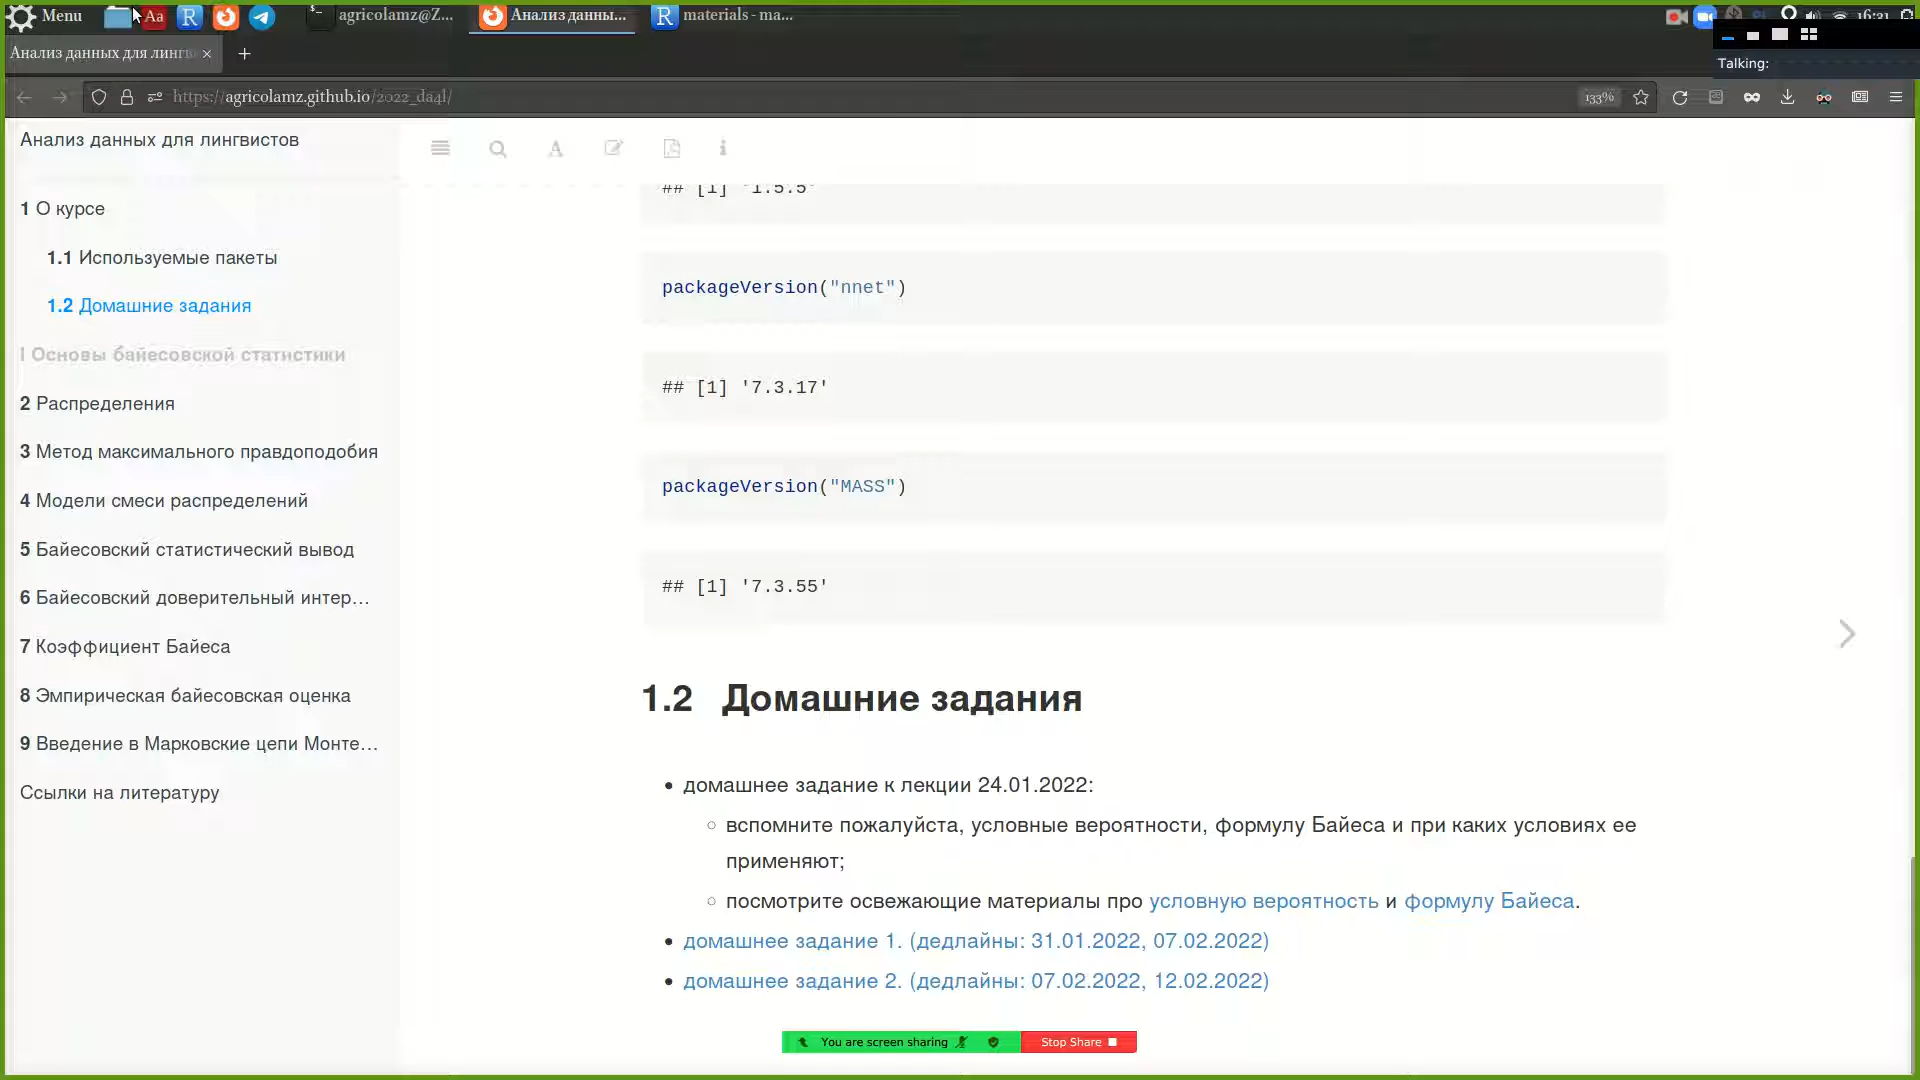 Menu
Aa
R
agricolamz@Z...
Анализ данны...
R
materials - ma...
16:31
Talking:
Анализ данных для лингв
https://agricolamz.github.io/2022_da4l/
133%
Анализ данных для лингвистов
1 О курсе
1.1 Используемые пакеты
1.2 Домашние задания
I Основы байесовской статистики
2 Распределения
3 Метод максимального правдоподобия
4 Модели смеси распределений
5 Байесовский статистический вывод
6 Байесовский доверительный интер…
7 Коэффициент Байеса
8 Эмпирическая байесовская оценка
9 Введение в Марковские цепи Монте…
Ссылки на литературу
## [1] '1.5.5'
packageVersion("nnet")
## [1] '7.3.17'
packageVersion("MASS")
## [1] '7.3.55'
1.2 Домашние задания
• домашнее задание к лекции 24.01.2022:
◦ вспомните пожалуйста, условные вероятности, формулу Байеса и при каких условиях ее
применяют;
◦ посмотрите освежающие материалы про условную вероятность и формулу Байеса.
• домашнее задание 1. (дедлайны: 31.01.2022, 07.02.2022)
• домашнее задание 2. (дедлайны: 07.02.2022, 12.02.2022)
You are screen sharing
Stop Share